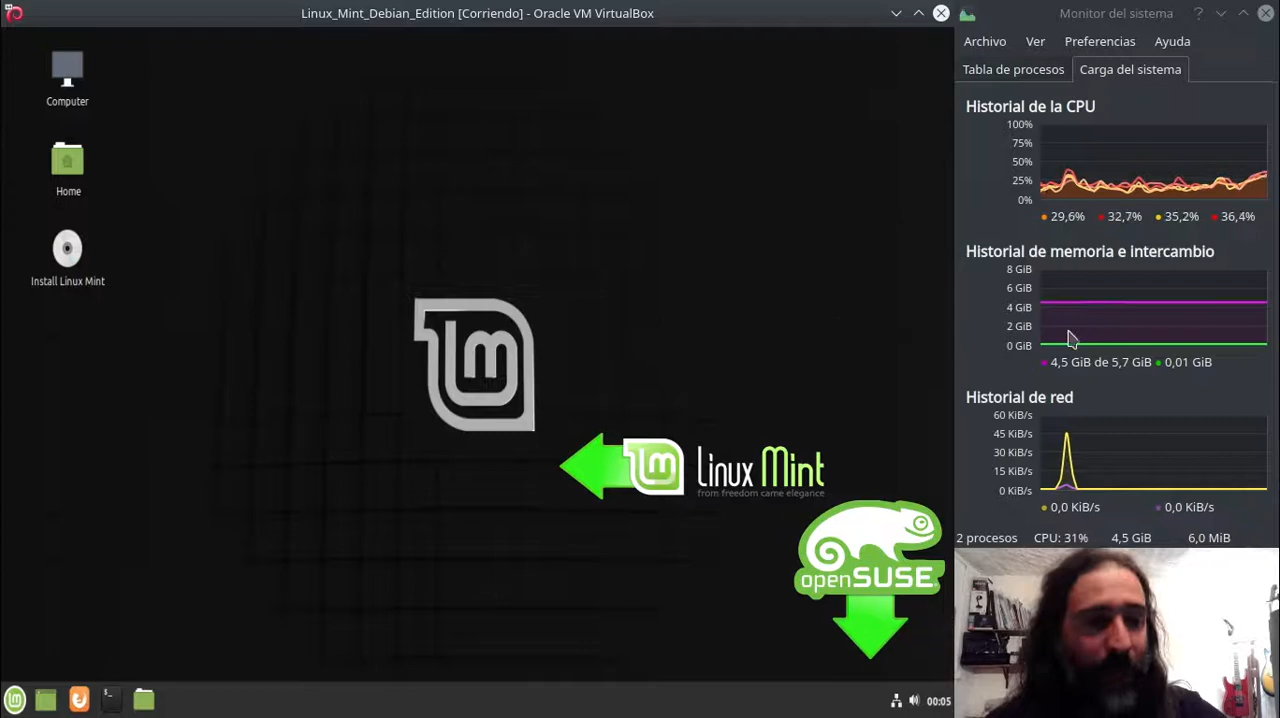 Linux_Mint_Debian_Edition [Corriendo] - Oracle VM VirtualBox
Computer
Home
Install Linux Mint
lm
lm Linux Mint
from freedom came elegance
openSUSE
>_
00:05
Monitor del sistema
?
Archivo Ver Preferencias Ayuda
Tabla de procesos Carga del sistema
Historial de la CPU
100%
75%
50%
25%
0%
29,6% 32,7% 35,2% 36,4%
Historial de memoria e intercambio
8 GiB
6 GiB
4 GiB
2 GiB
0 GiB
4,5 GiB de 5,7 GiB 0,01 GiB
Historial de red
60 KiB/s
45 KiB/s
30 KiB/s
15 KiB/s
0 KiB/s
0,0 KiB/s 0,0 KiB/s
2 procesos CPU: 31% 4,5 GiB 6,0 MiB